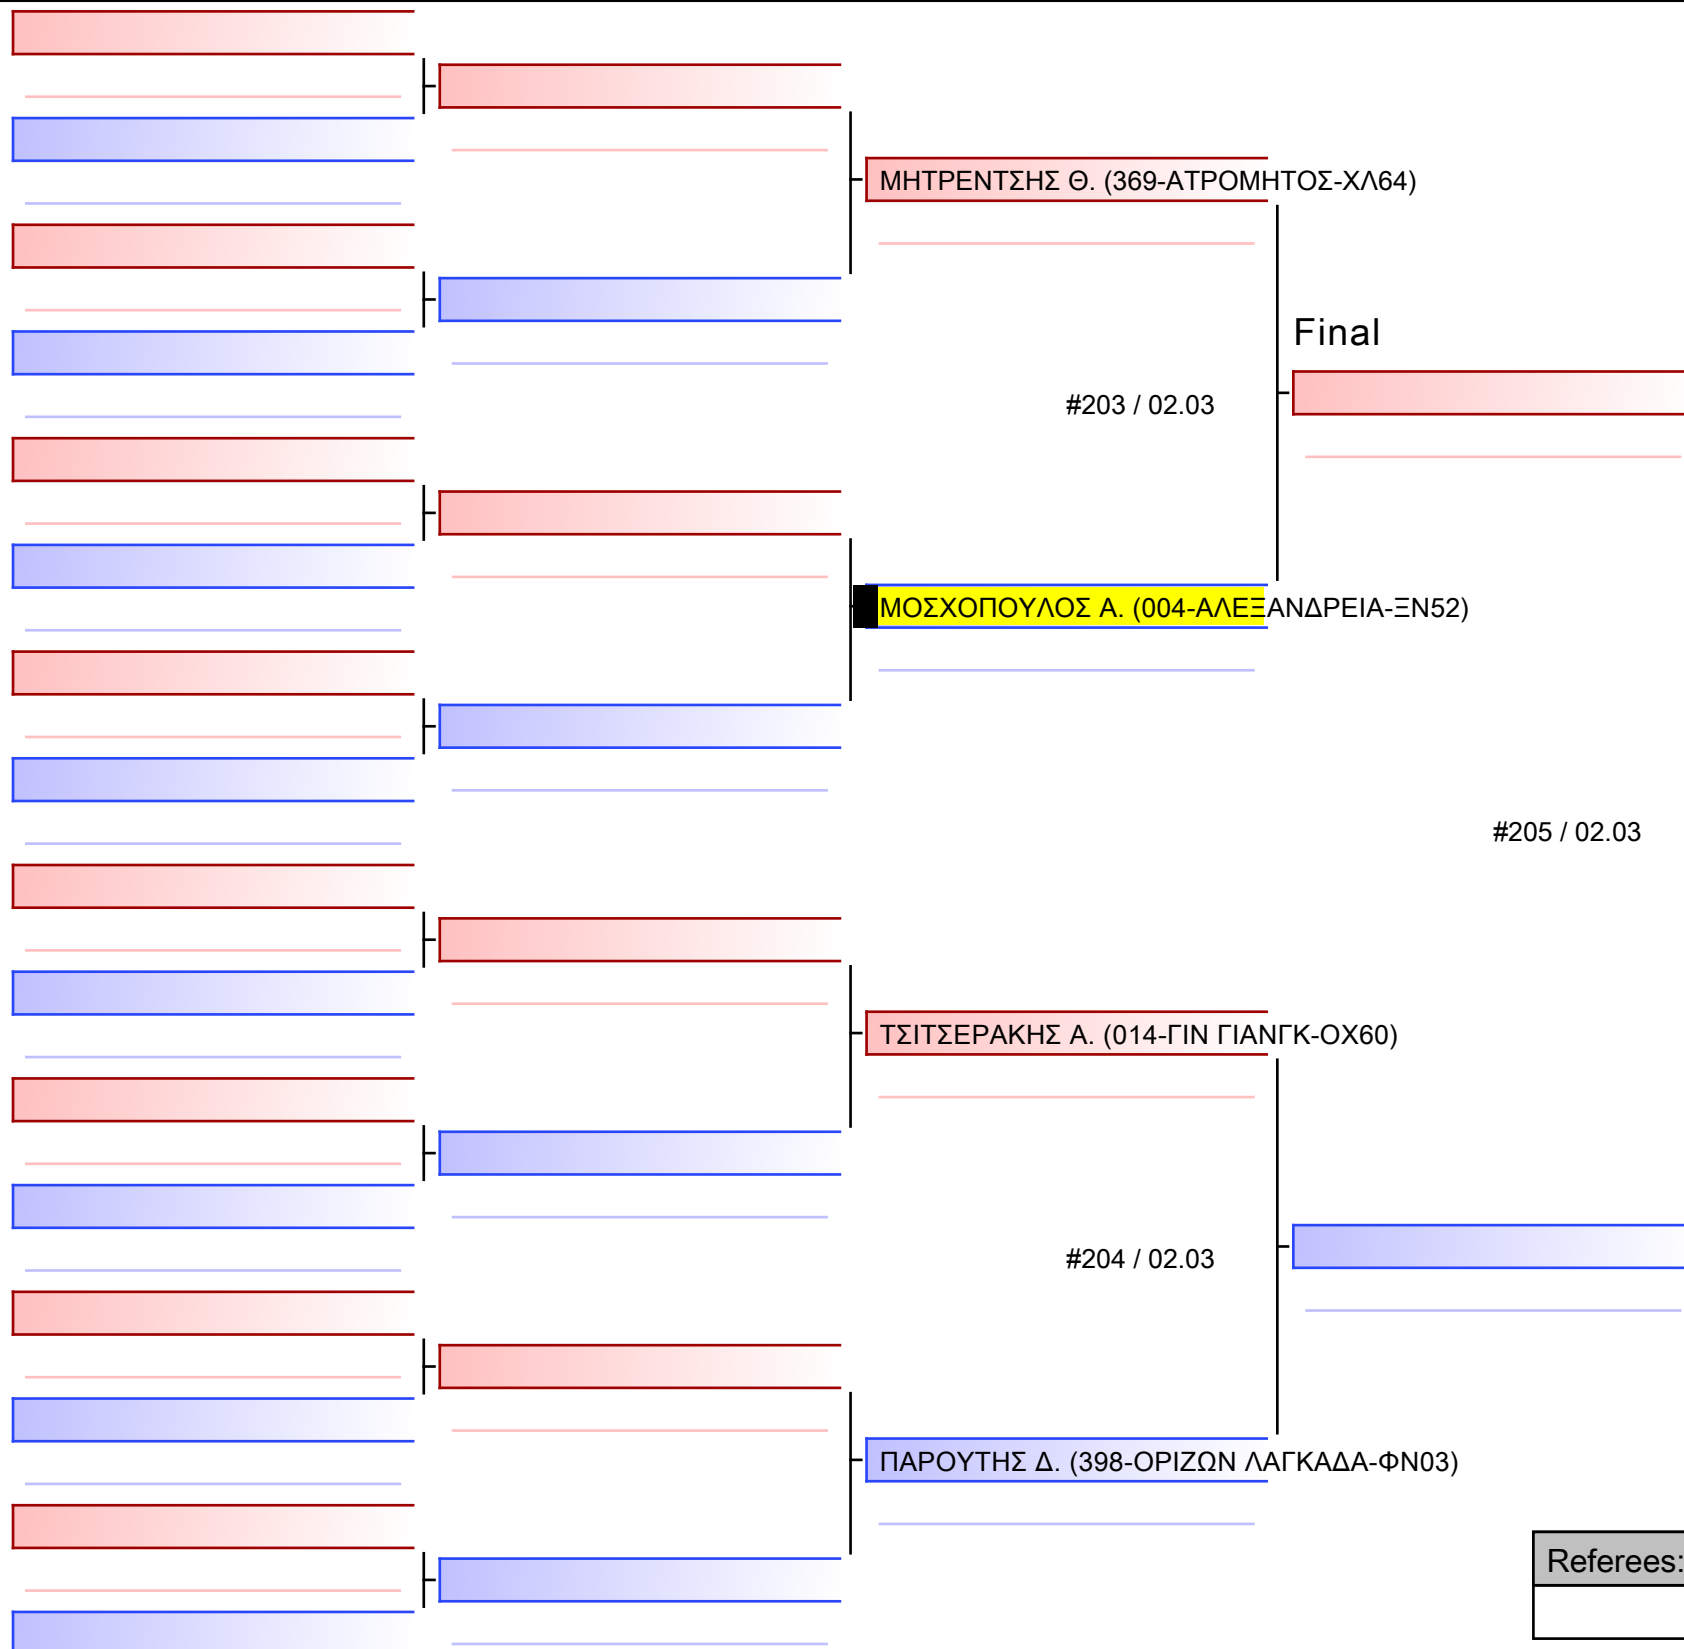 ΜΗΤΡΕΝΤΣΗΣ Θ. (369-ΑΤΡΟΜΗΤΟΣ-ΧΛ64)
Final
#203 / 02.03
ΜΟΣΧΟΠΟΥΛΟΣ Α. (004-ΑΛΕΞΑΝΔΡΕΙΑ-ΞΝ52)
#205 / 02.03
ΤΣΙΤΣΕΡΑΚΗΣ Α. (014-ΓΙΝ ΓΙΑΝΓΚ-ΟΧ60)
#204 / 02.03
ΠΑΡΟΥΤΗΣ Δ. (398-ΟΡΙΖΩΝ ΛΑΓΚΑΔΑ-ΦΝ03)
Referees: